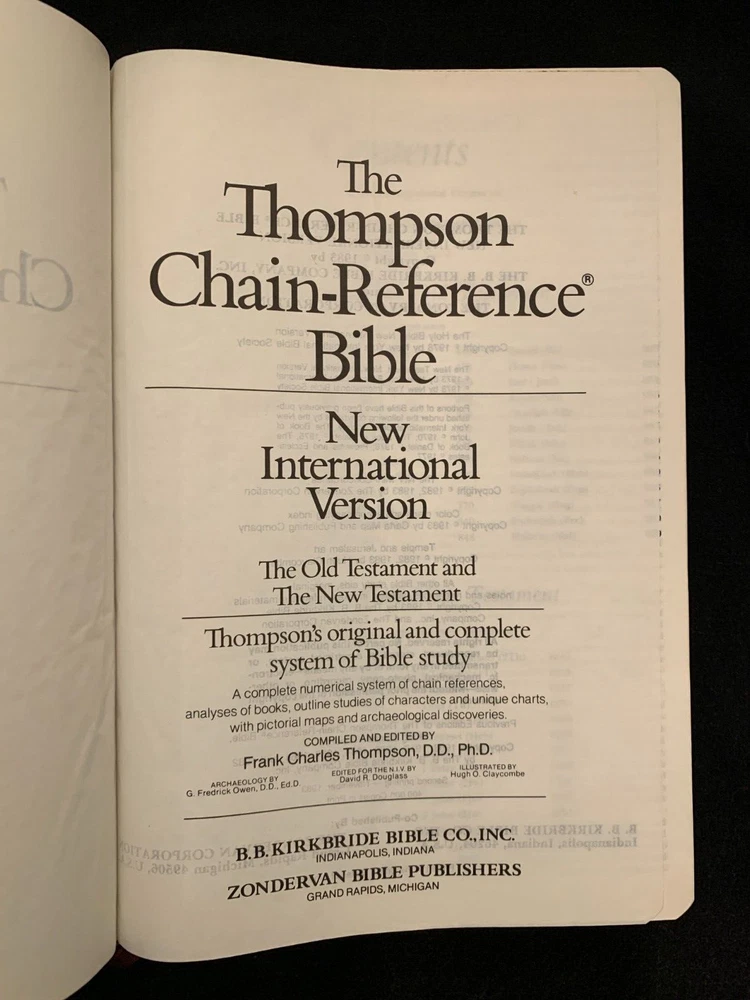 The
Thompson
Chain-Reference®
Bible
New
International
Version
The Old Testament and
The New Testament
Thompson's original and complete
system of Bible study
A complete numerical system of chain references,
analyses of books, outline studies of characters and unique charts,
with pictorial maps and archaeological discoveries.
COMPILED AND EDITED BY
Frank Charles Thompson, D.D., Ph.D.
ARCHAEOLOGY BY
G. Fredrick Owen, D.D., Ed.D.
EDITED FOR THE N.I.V. BY
David R. Douglass
ILLUSTRATED BY
Hugh O. Claycombe
B.B. KIRKBRIDE BIBLE CO., INC.
INDIANAPOLIS, INDIANA
ZONDERVAN BIBLE PUBLISHERS
GRAND RAPIDS, MICHIGAN